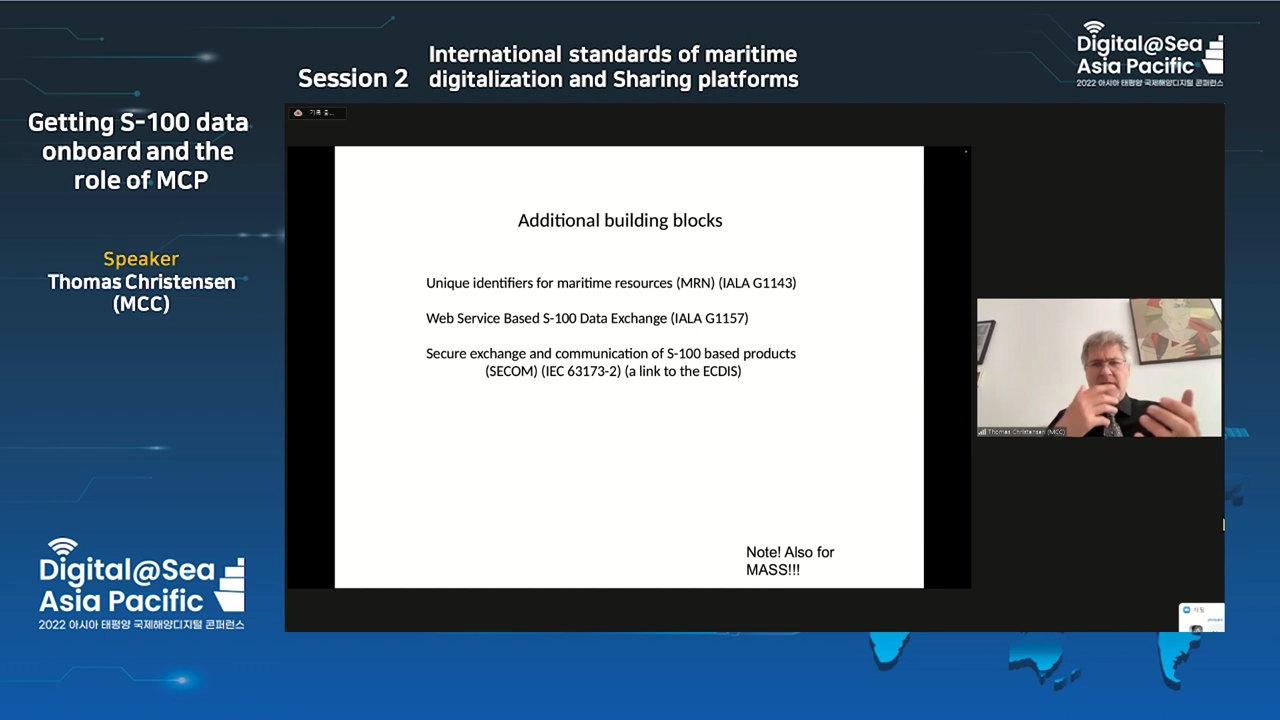 Session 2
International standards of maritime
digitalization and Sharing platforms
Digital@Sea
Asia Pacific
2022 아시아 태평양 국제해양디지털 콘퍼런스
Getting S-100 data
onboard and the
role of MCP
Speaker
Thomas Christensen
(MCC)
Additional building blocks
Unique identifiers for maritime resources (MRN) (IALA G1143)
Web Service Based S-100 Data Exchange (IALA G1157)
Secure exchange and communication of S-100 based products
(SECOM) (IEC 63173-2) (a link to the ECDIS)
Note! Also for
MASS!!!
Thomas Christensen (MCC)
Digital@Sea
Asia Pacific
2022 아시아 태평양 국제해양디지털 콘퍼런스